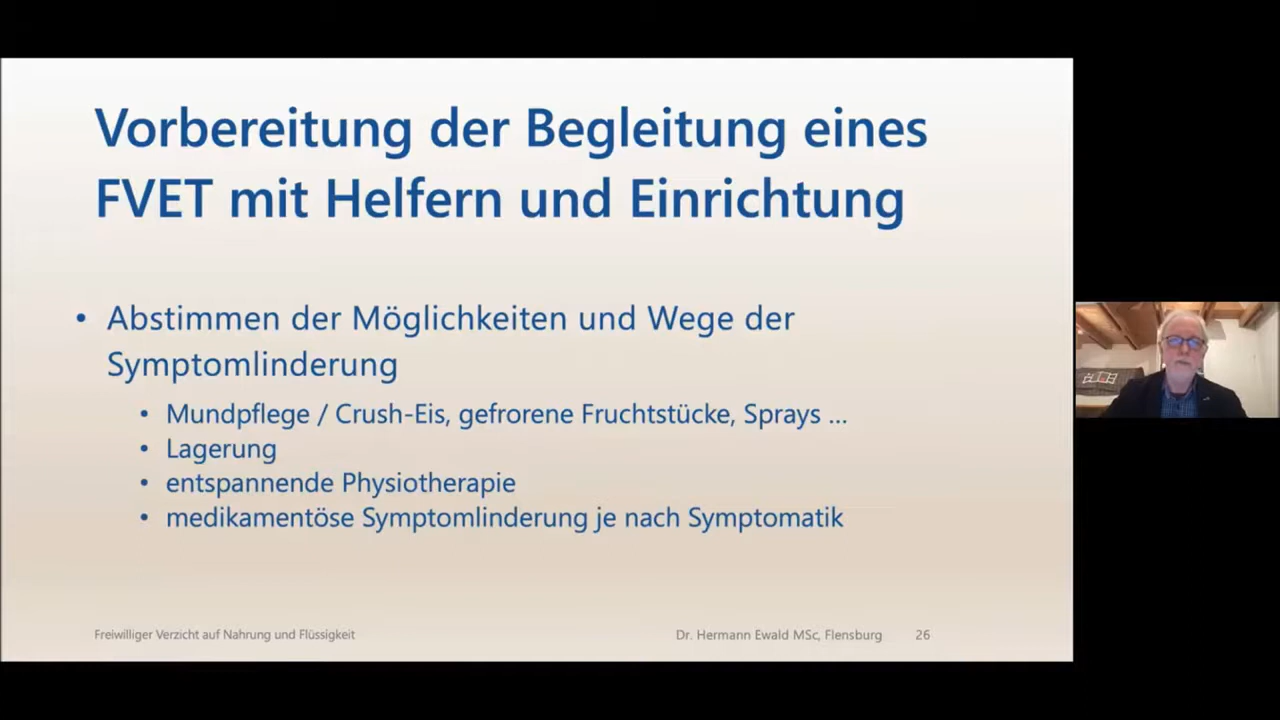 Vorbereitung der Begleitung eines
FVET mit Helfern und Einrichtung
• Abstimmen der Möglichkeiten und Wege der
Symptomlinderung
• Mundpflege / Crush-Eis, gefrorene Fruchtstücke, Sprays ...
• Lagerung
• entspannende Physiotherapie
• medikamentöse Symptomlinderung je nach Symptomatik
Freiwilliger Verzicht auf Nahrung und Flüssigkeit
Dr. Hermann Ewald MSc, Flensburg 26